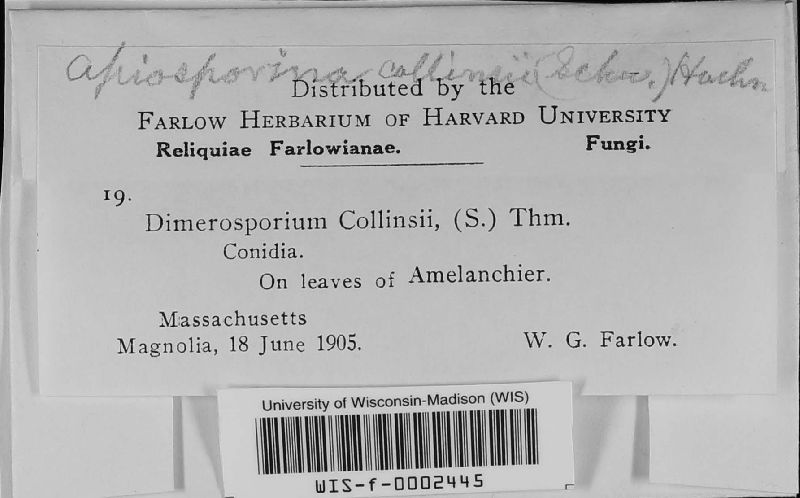 Apiosporina collinsii (Schw.) Hoehn
Distributed by the
Farlow Herbarium of Harvard University
Reliquiae Farlowianae. Fungi.
19.
Dimerosporium Collinsii, (S.) Thm.
Conidia.
On leaves of Amelanchier.
Massachusetts
Magnolia, 18 June 1905. W. G. Farlow.
University of Wisconsin-Madison (WIS)
WIS-f-0002445